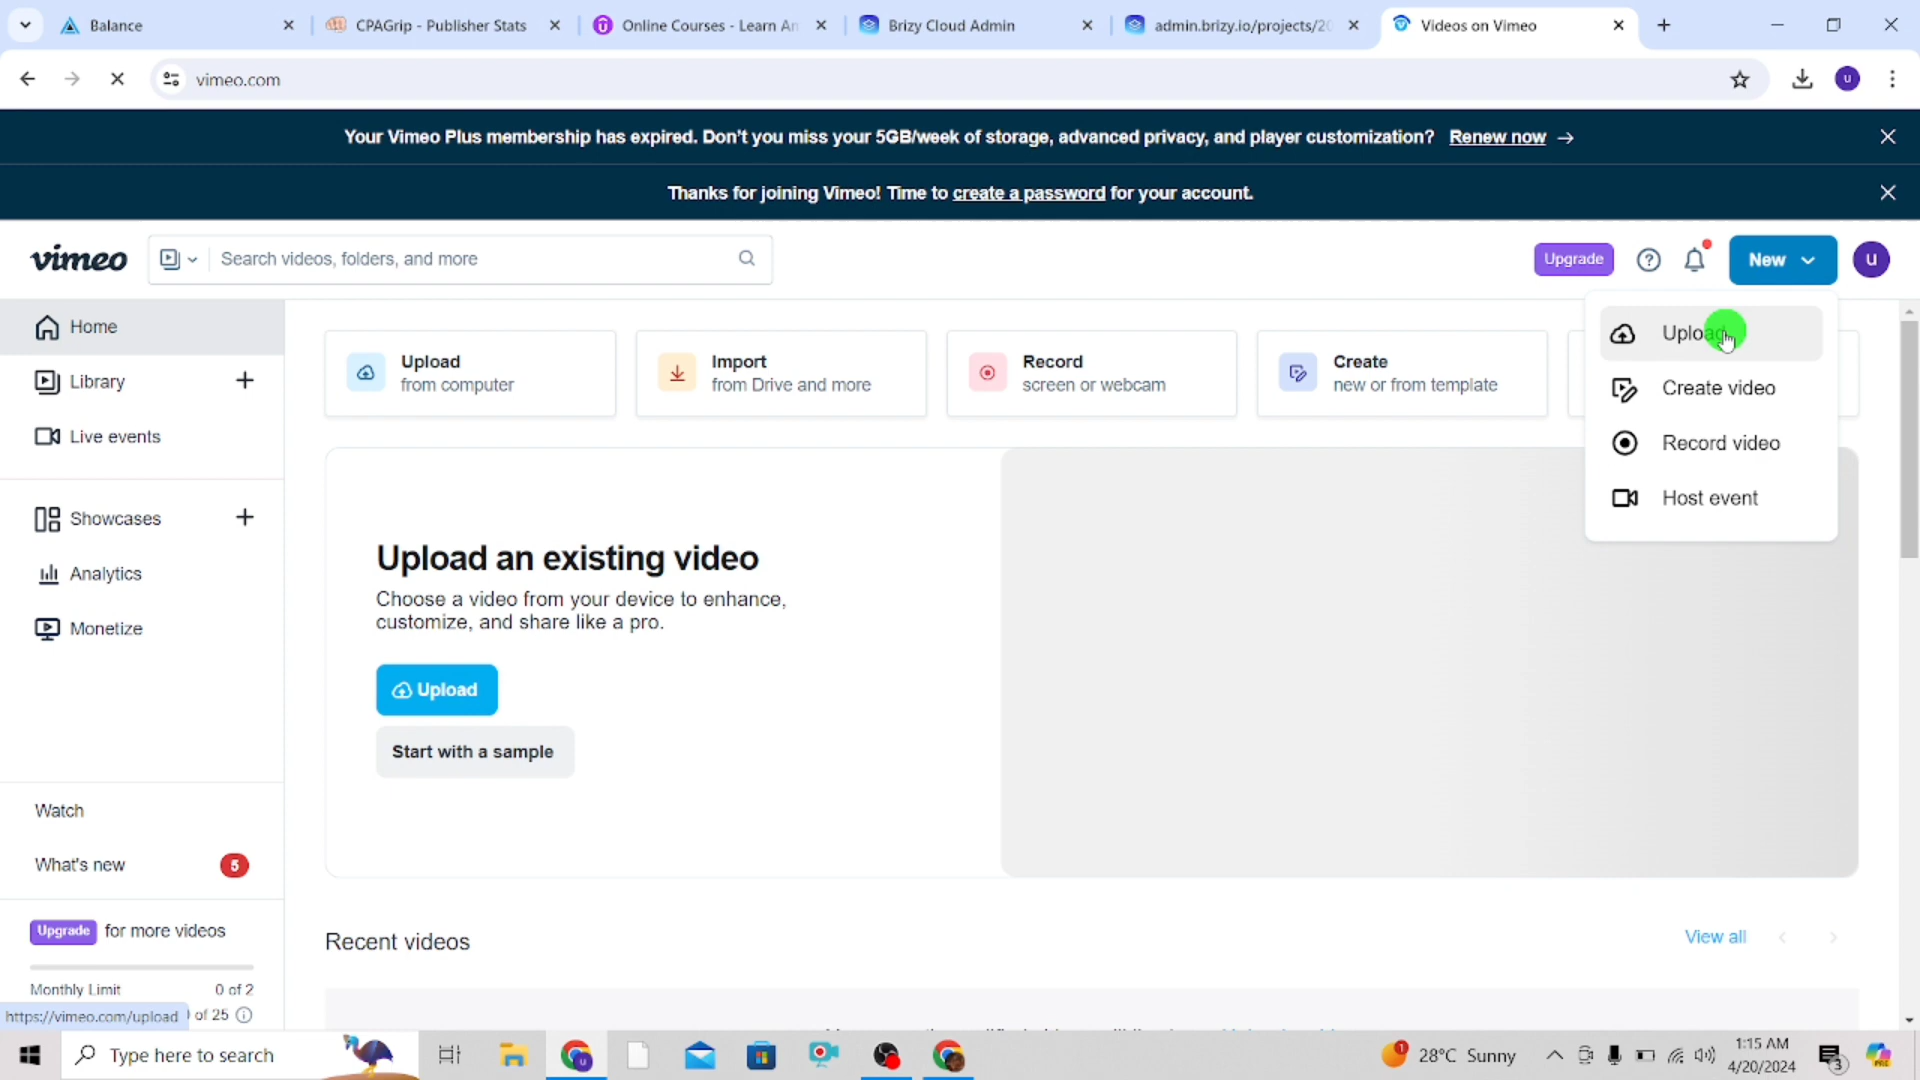 Balance
CPAGrip - Publisher Stats
Online Courses - Learn An
Brizy Cloud Admin
admin.brizy.io/projects/20
Videos on Vimeo
vimeo.com
u
Your Vimeo Plus membership has expired. Don't you miss your 5GB/week of storage, advanced privacy, and player customization? Renew now →
Thanks for joining Vimeo! Time to create a password for your account.
vimeo
Search videos, folders, and more
Upgrade
New
u
Home
Library
Live events
Showcases
Analytics
Monetize
Watch
What's new
5
Upgrade for more videos
Monthly Limit 0 of 2
of 25
https://vimeo.com/upload
Upload
from computer
Import
from Drive and more
Record
screen or webcam
Create
new or from template
Upload
Create video
Record video
Host event
Upload an existing video
Choose a video from your device to enhance,
customize, and share like a pro.
Upload
Start with a sample
Recent videos
View all
Type here to search
1
28°C Sunny
1:15 AM
4/20/2024
3
PRE